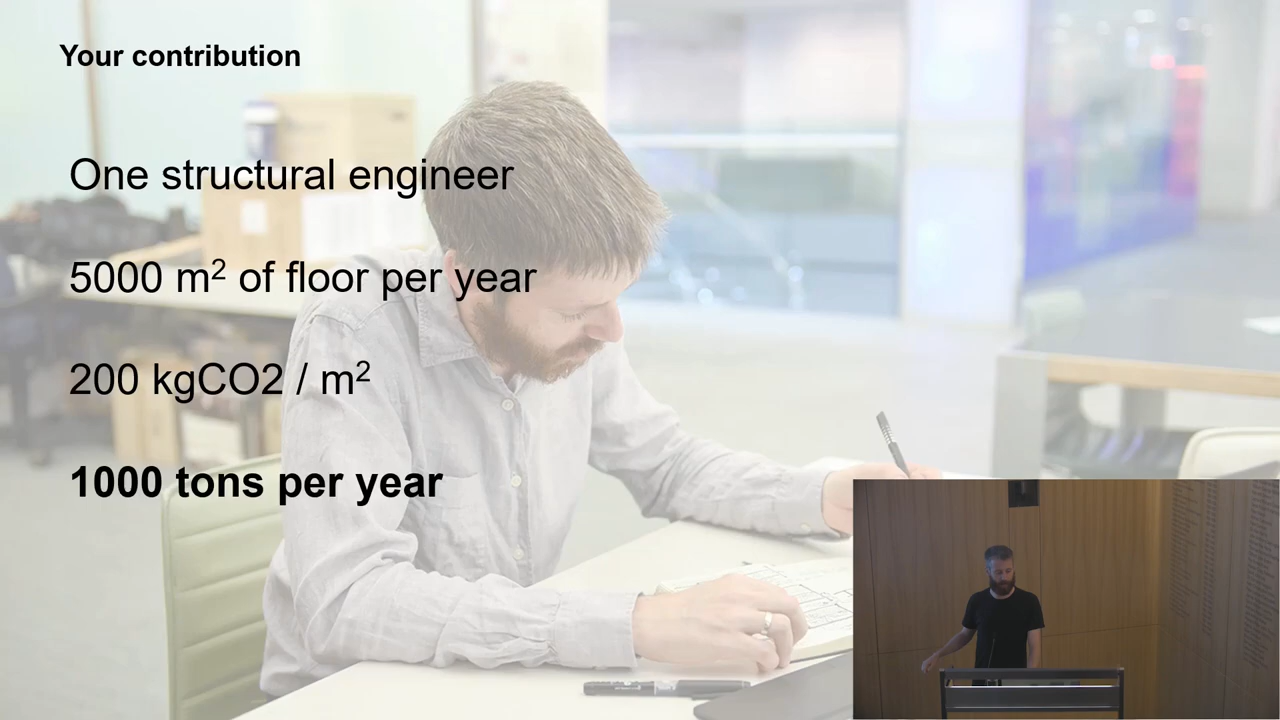 Your contribution
One structural engineer
5000 m² of floor per year
200 kgCO2 / m²
1000 tons per year